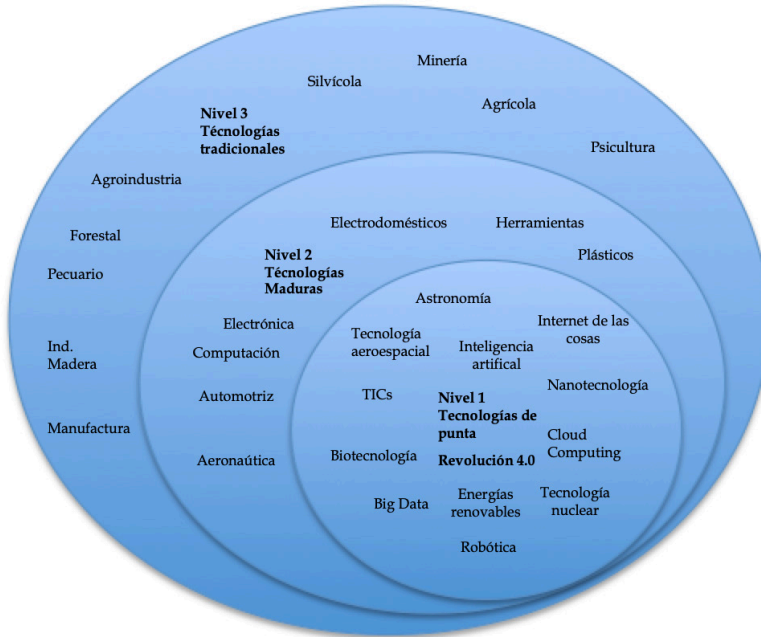 Minería
Silvícola
Agrícola
Nivel 3
Técnologías
tradicionales
Psicultura
Agroindustria
Forestal
Pecuario
Ind.
Madera
Manufactura
Electrodomésticos
Herramientas
Plásticos
Nivel 2
Técnologías
Maduras
Electrónica
Computación
Automotriz
Aeronaútica
Astronomía
Internet de las
cosas
Tecnología
aeroespacial
Inteligencia
artifical
Nanotecnología
TICs
Nivel 1
Tecnologías de
punta
Revolución 4.0
Cloud
Computing
Biotecnología
Big Data
Energías
renovables
Tecnología
nuclear
Robótica